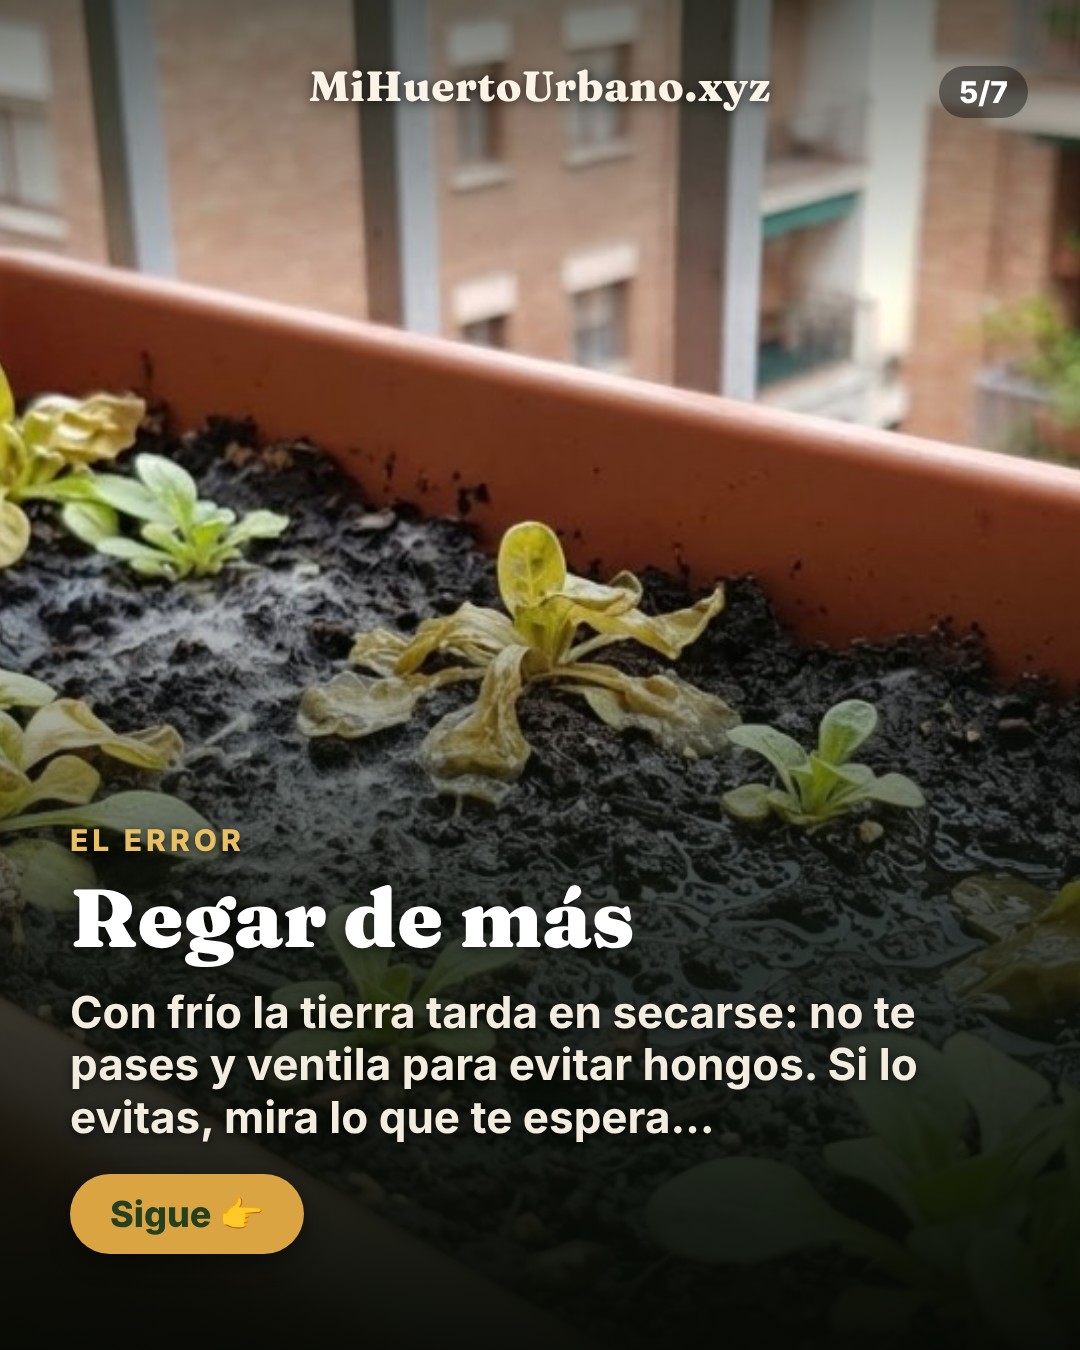 MiHuertoUrbano.xyz
5/7
EL ERROR
Regar de más
Con frío la tierra tarda en secarse: no te
pases y ventila para evitar hongos. Si lo
evitas, mira lo que te espera...
Sigue 👉